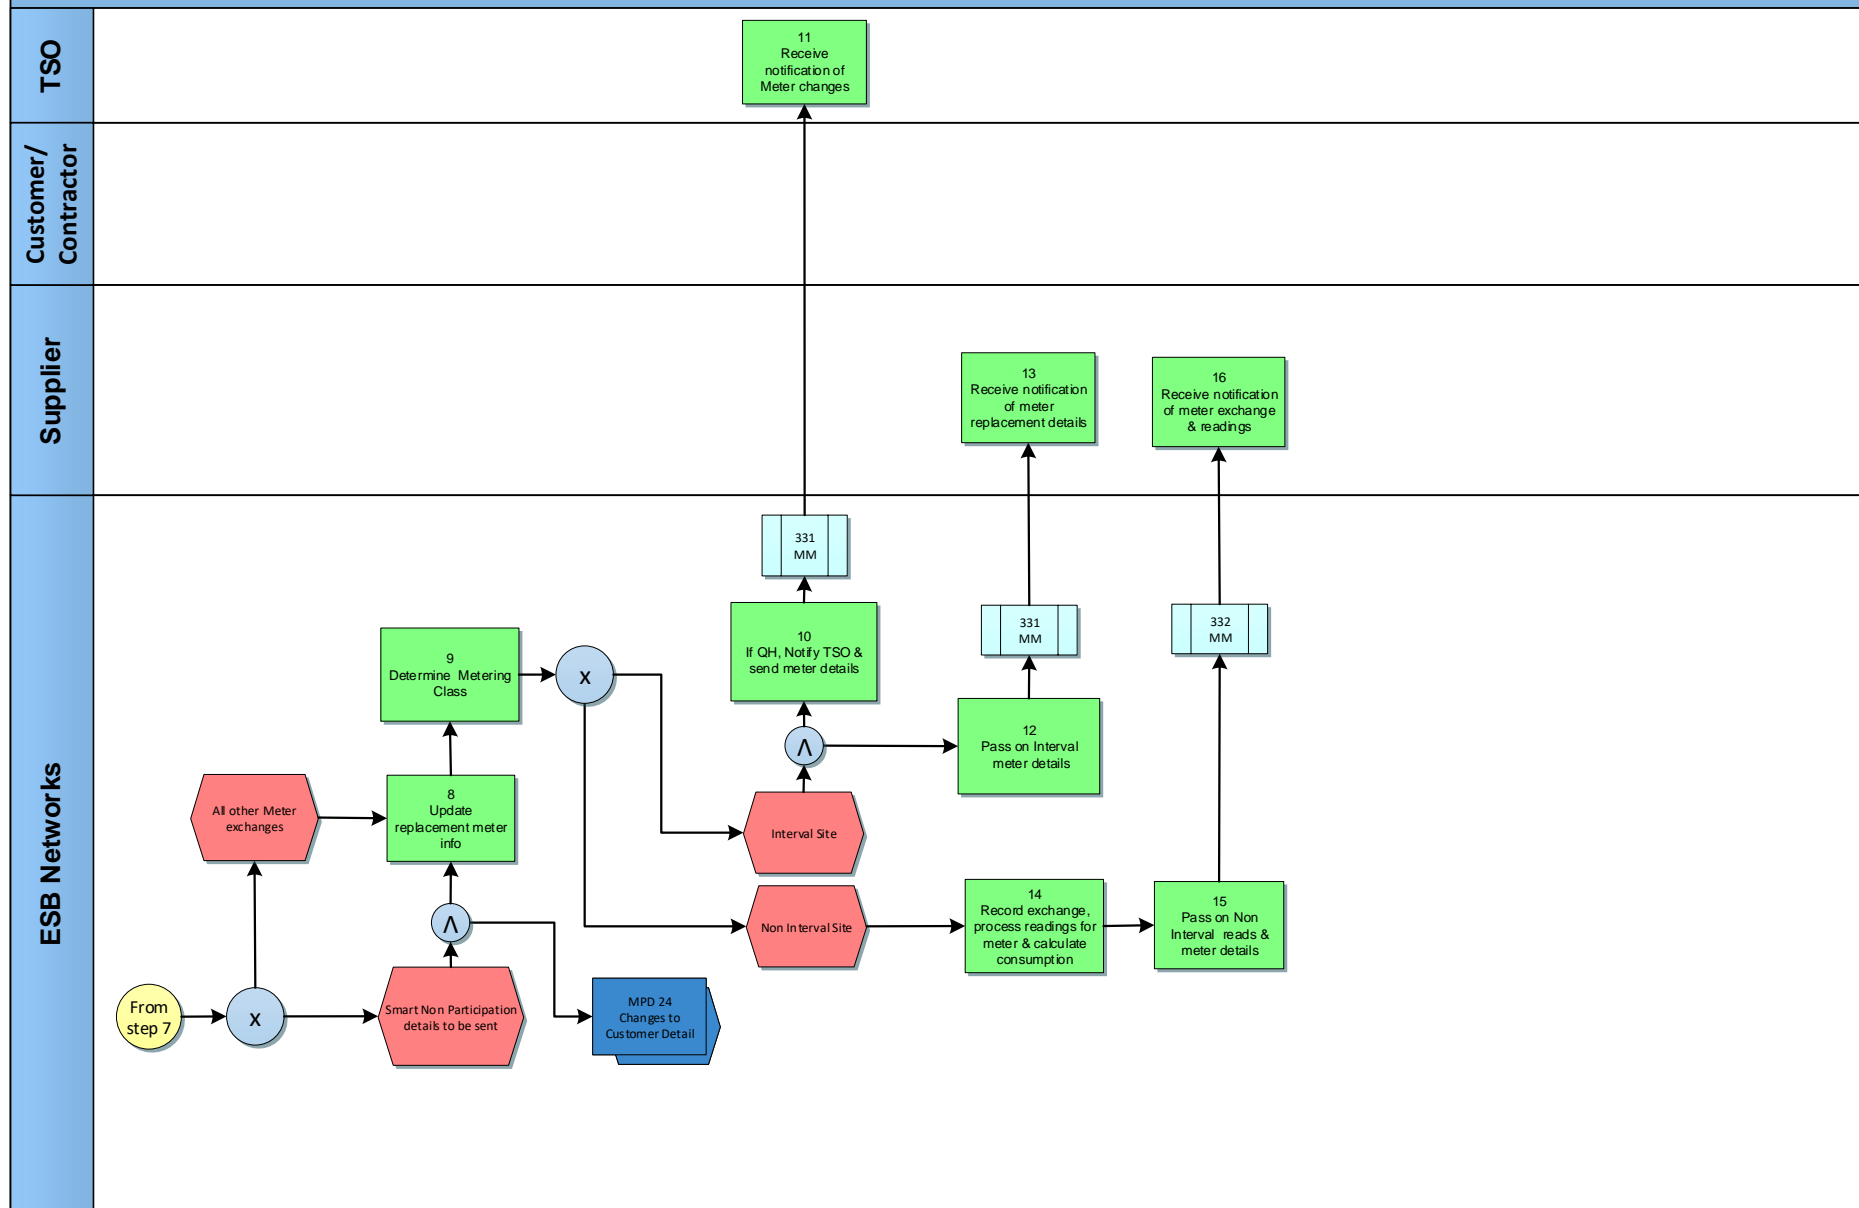 TSO
11
Receive
notification of
Meter changes
Customer/
Contractor
Supplier
13
Receive notification
of meter
replacement details
16
Receive notification
of meter exchange
& readings
ESB Networks
331
MM
10
If QH, Notify TSO &
send meter details
331
MM
332
MM
9
Determine Metering
Class
x
12
Pass on Interval
meter details
Λ
All other Meter
exchanges
8
Update
replacement meter
info
Interval Site
Λ
Non Interval Site
14
Record exchange,
process readings for
meter & calculate
consumption
15
Pass on Non
Interval reads &
meter details
From
step 7
x
Smart Non Participation
details to be sent
MPD 24
Changes to
Customer Detail